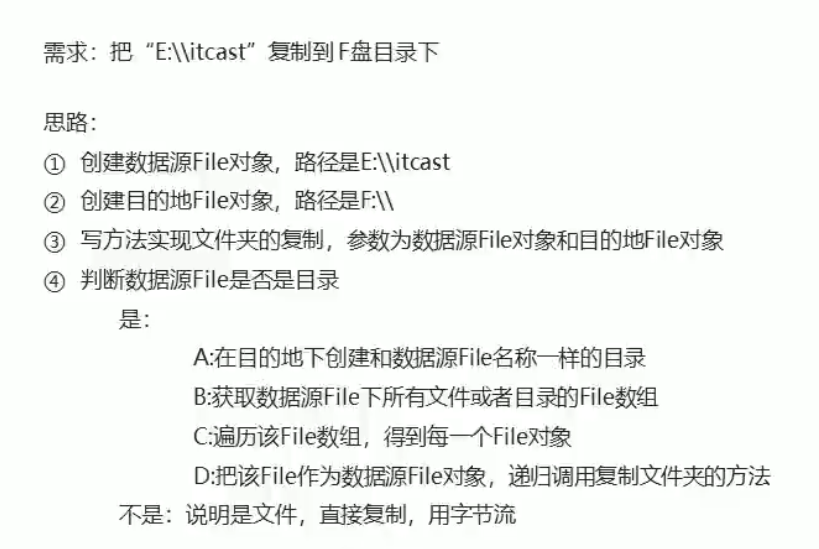 需求：把“E:\\itcast”复制到 F盘目录下
思路：
① 创建数据源File对象，路径是E:\\itcast
② 创建目的地File对象，路径是F:\\
③ 写方法实现文件夹的复制，参数为数据源File对象和目的地File对象
④ 判断数据源File是否是目录
是：
A:在目的地下创建和数据源File名称一样的目录
B:获取数据源File下所有文件或者目录的File数组
C:遍历该File数组，得到每一个File对象
D:把该File作为数据源File对象，递归调用复制文件夹的方法
不是：说明是文件，直接复制，用字节流